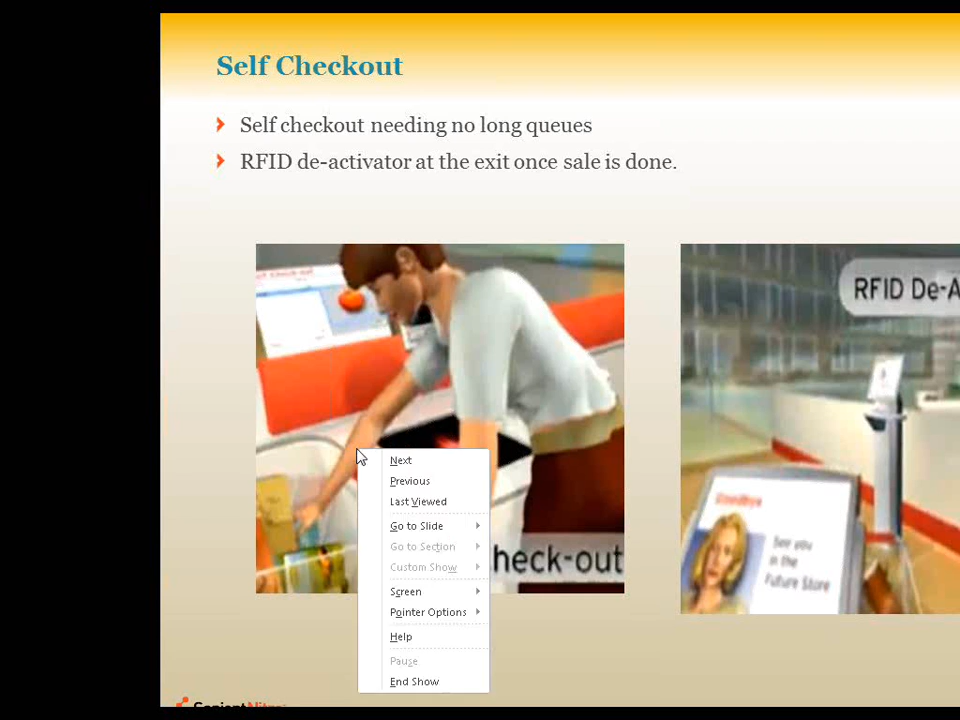 Self Checkout
Self checkout needing no long queues
RFID de-activator at the exit once sale is done.
RFID De-A
Next
Previous
Last Viewed
Go to Slide
Go to Section
Custom Show
Screen
Pointer Options
Help
Pause
End Show
heck-out
Goodbye
See you
in the
Future Store
SapientNitro